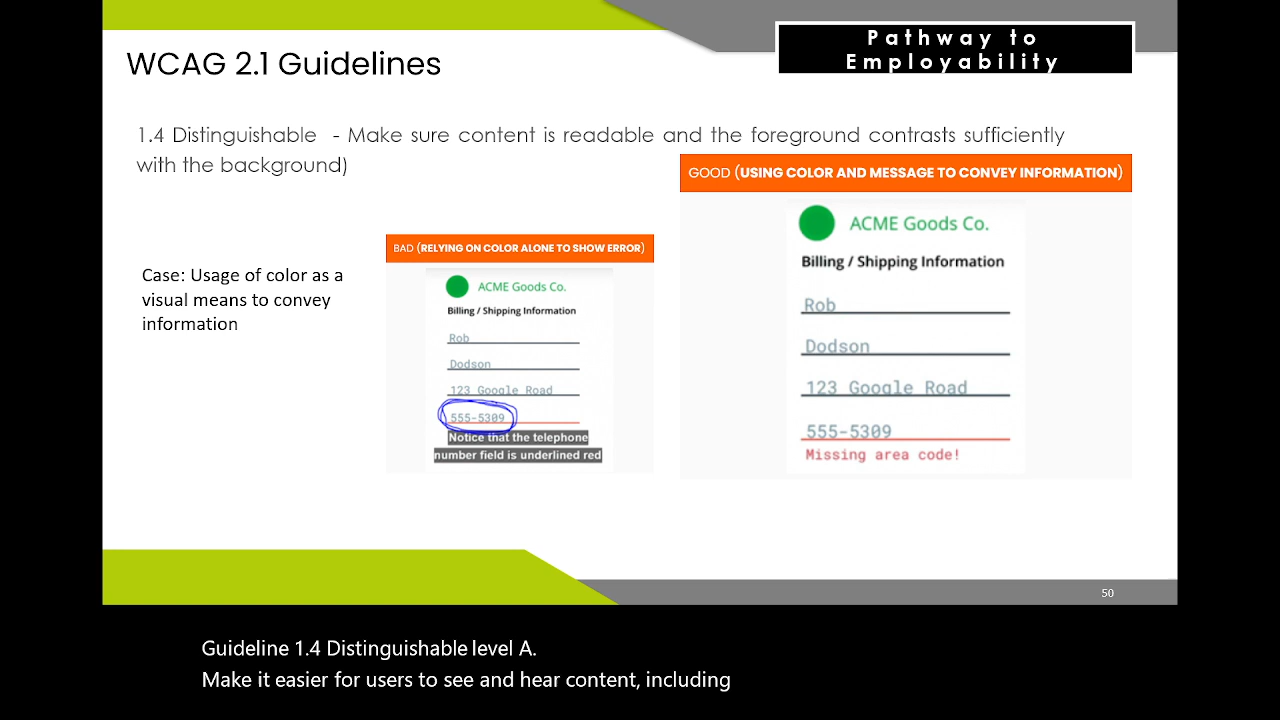 Pathway to
Employability
WCAG 2.1 Guidelines
1.4 Distinguishable - Make sure content is readable and the foreground contrasts sufficiently
with the background)
Case: Usage of color as a
visual means to convey
information
BAD (RELYING ON COLOR ALONE TO SHOW ERROR)
ACME Goods Co.
Billing / Shipping Information
Rob
Dodson
123 Google Road
555-5309
Notice that the telephone
number field is underlined red
GOOD (USING COLOR AND MESSAGE TO CONVEY INFORMATION)
ACME Goods Co.
Billing / Shipping Information
Rob
Dodson
123 Google Road
555-5309
Missing area code!
50
Guideline 1.4 Distinguishable level A.
Make it easier for users to see and hear content, including